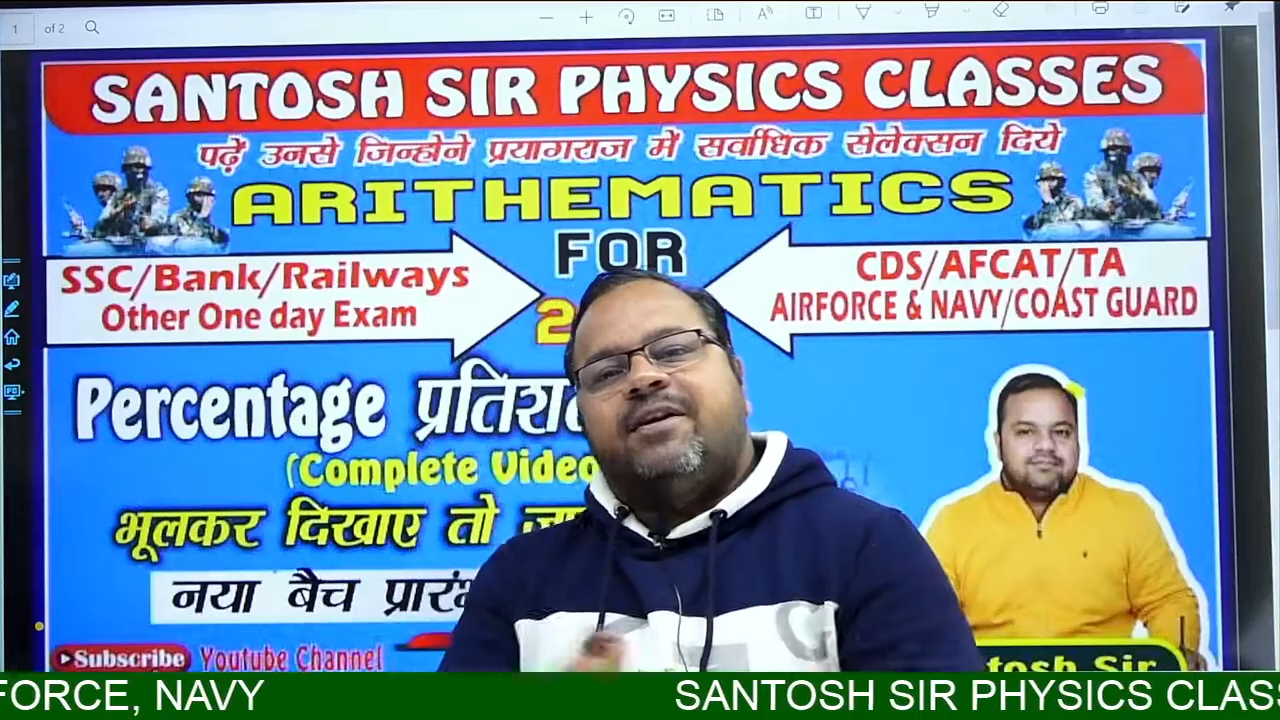 1 of 2
SANTOSH SIR PHYSICS CLASSES
पढ़ें उनसे जिन्होने प्रयागराज में सर्वाधिक सेलेक्सन दिये
ARITHEMATICS
FOR
2
SSC/Bank/Railways
Other One day Exam
CDS/AFCAT/TA
AIRFORCE & NAVY/COAST GUARD
Percentage
(Complete Video
भूलकर दिखाए तो
नया बैच
Subscribe Youtube Channel
Sir
FORCE, NAVY
SANTOSH SIR PHYSICS